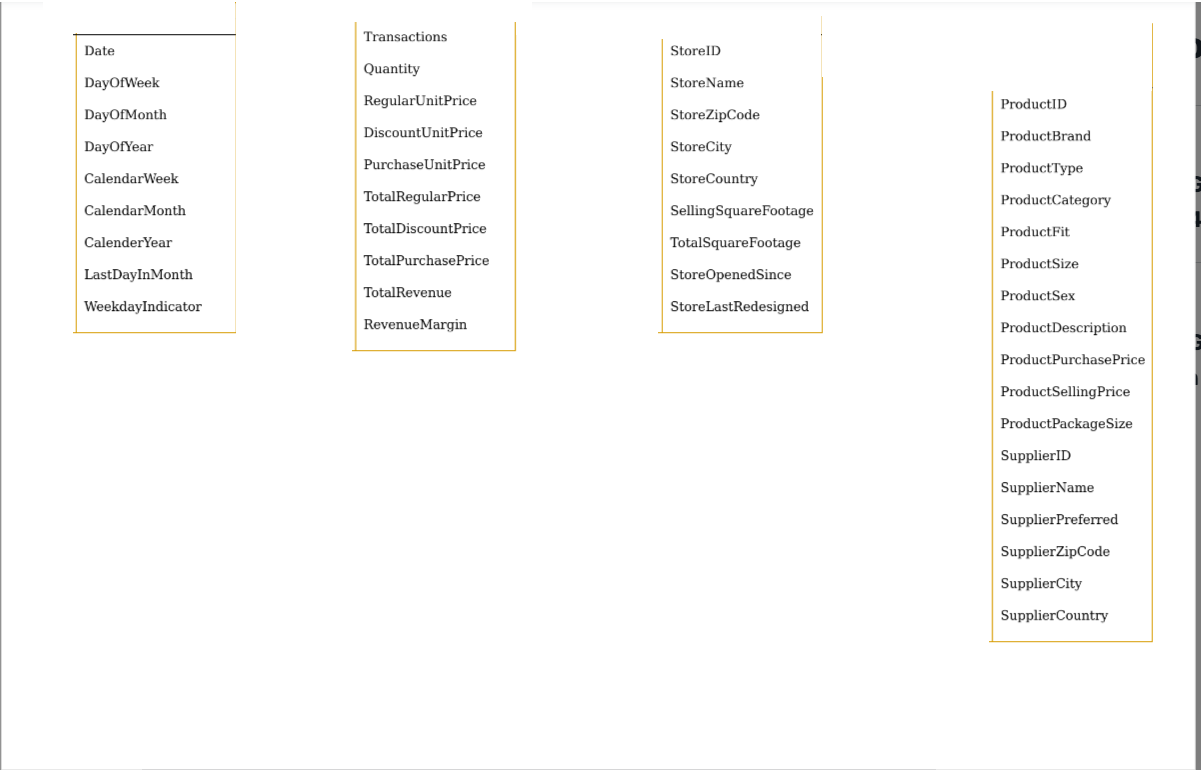 Date
DayOfWeek
DayOfMonth
DayOfYear
CalendarWeek
CalendarMonth
CalenderYear
LastDayInMonth
WeekdayIndicator
Transactions
Quantity
RegularUnitPrice
DiscountUnitPrice
PurchaseUnitPrice
TotalRegularPrice
TotalDiscountPrice
TotalPurchasePrice
TotalRevenue
RevenueMargin
StoreID
StoreName
StoreZipCode
StoreCity
StoreCountry
SellingSquareFootage
TotalSquareFootage
StoreOpenedSince
StoreLastRedesigned
ProductID
ProductBrand
ProductType
ProductCategory
ProductFit
ProductSize
ProductSex
ProductDescription
ProductPurchasePrice
ProductSellingPrice
ProductPackageSize
SupplierID
SupplierName
SupplierPreferred
SupplierZipCode
SupplierCity
SupplierCountry